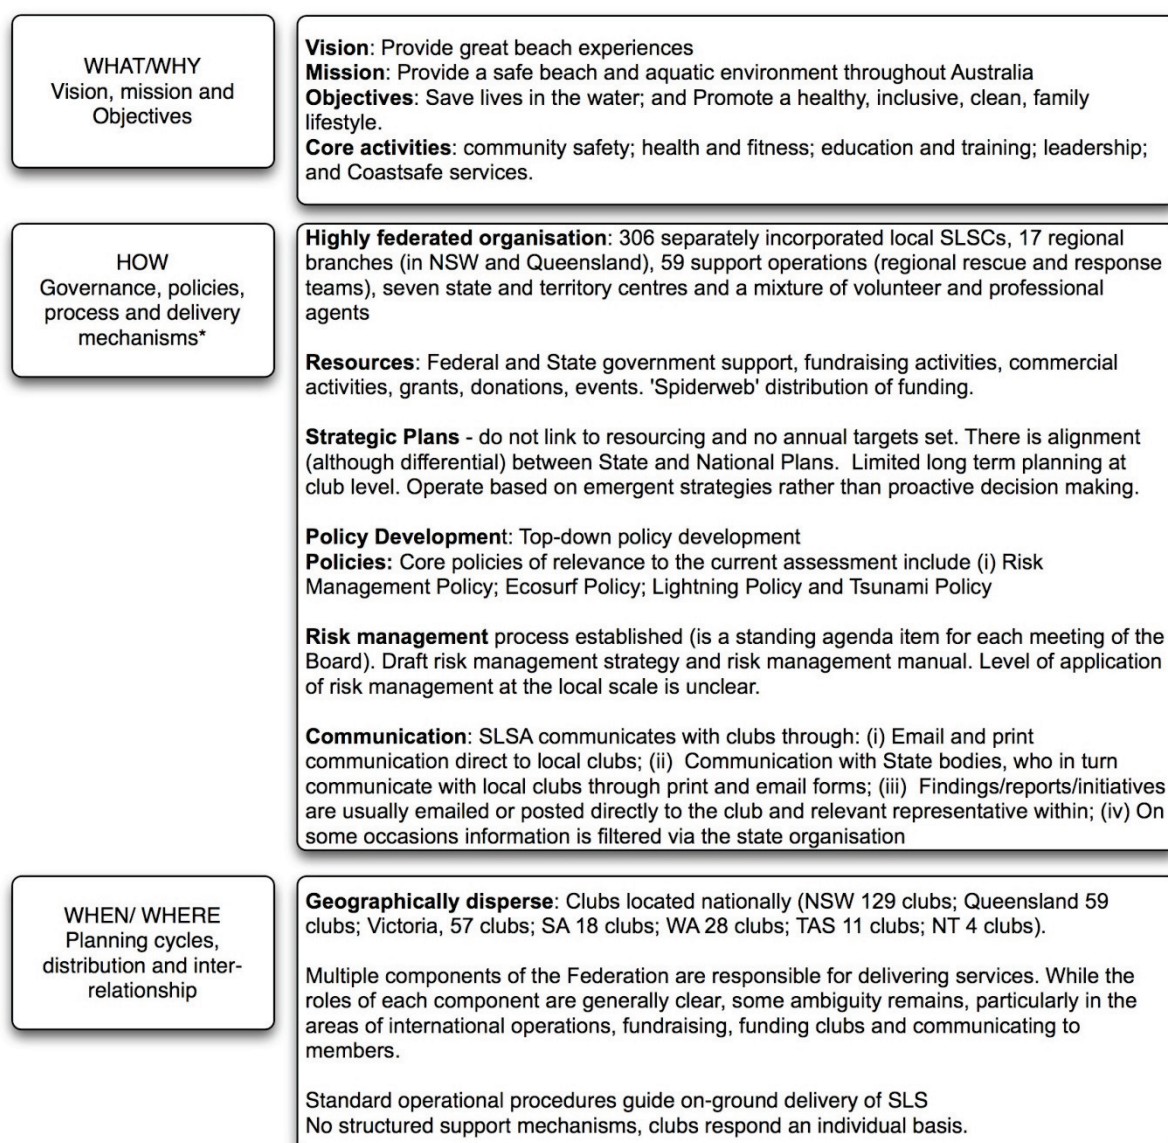 WHAT/WHY
Vision, mission and
Objectives
Vision: Provide great beach experiences
Mission: Provide a safe beach and aquatic environment throughout Australia
Objectives: Save lives in the water; and Promote a healthy, inclusive, clean, family
lifestyle.
Core activities: community safety; health and fitness; education and training; leadership;
and Coastsafe services.
HOW
Governance, policies,
process and delivery
mechanisms*
Highly federated organisation: 306 separately incorporated local SLSCs, 17 regional
branches (in NSW and Queensland), 59 support operations (regional rescue and response
teams), seven state and territory centres and a mixture of volunteer and professional
agents
Resources: Federal and State government support, fundraising activities, commercial
activities, grants, donations, events. 'Spiderweb' distribution of funding.
Strategic Plans - do not link to resourcing and no annual targets set. There is alignment
(although differential) between State and National Plans. Limited long term planning at
club level. Operate based on emergent strategies rather than proactive decision making.
Policy Development: Top-down policy development
Policies: Core policies of relevance to the current assessment include (i) Risk
Management Policy; Ecosurf Policy; Lightning Policy and Tsunami Policy
Risk management process established (is a standing agenda item for each meeting of the
Board). Draft risk management strategy and risk management manual. Level of application
of risk management at the local scale is unclear.
Communication: SLSA communicates with clubs through: (i) Email and print
communication direct to local clubs; (ii) Communication with State bodies, who in turn
communicate with local clubs through print and email forms; (iii) Findings/reports/initiatives
are usually emailed or posted directly to the club and relevant representative within; (iv) On
some occasions information is filtered via the state organisation
WHEN/ WHERE
Planning cycles,
distribution and inter-
relationship
Geographically disperse: Clubs located nationally (NSW 129 clubs; Queensland 59
clubs; Victoria, 57 clubs; SA 18 clubs; WA 28 clubs; TAS 11 clubs; NT 4 clubs).
Multiple components of the Federation are responsible for delivering services. While the
roles of each component are generally clear, some ambiguity remains, particularly in the
areas of international operations, fundraising, funding clubs and communicating to
members.
Standard operational procedures guide on-ground delivery of SLS
No structured support mechanisms, clubs respond an individual basis.